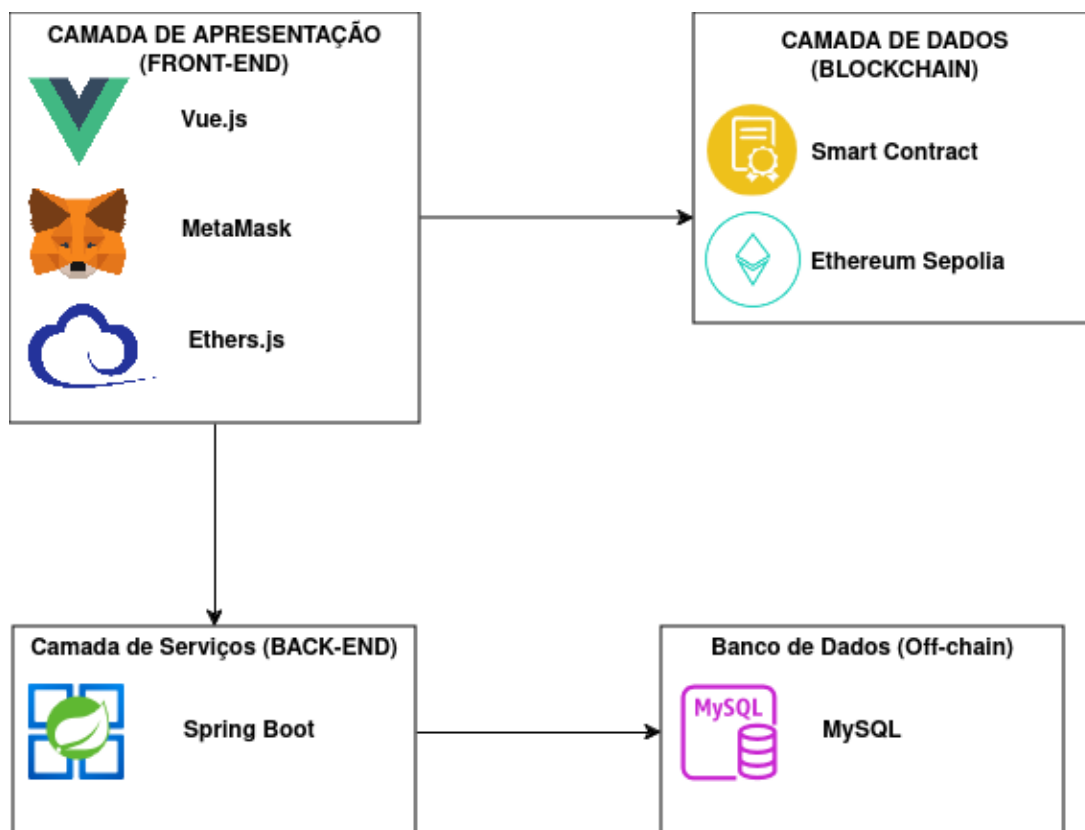 CAMADA DE APRESENTAÇÃO
(FRONT-END)
Vue.js
MetaMask
Ethers.js
CAMADA DE DADOS
(BLOCKCHAIN)
Smart Contract
Ethereum Sepolia
Camada de Serviços (BACK-END)
Spring Boot
Banco de Dados (Off-chain)
MySQL
MySQL